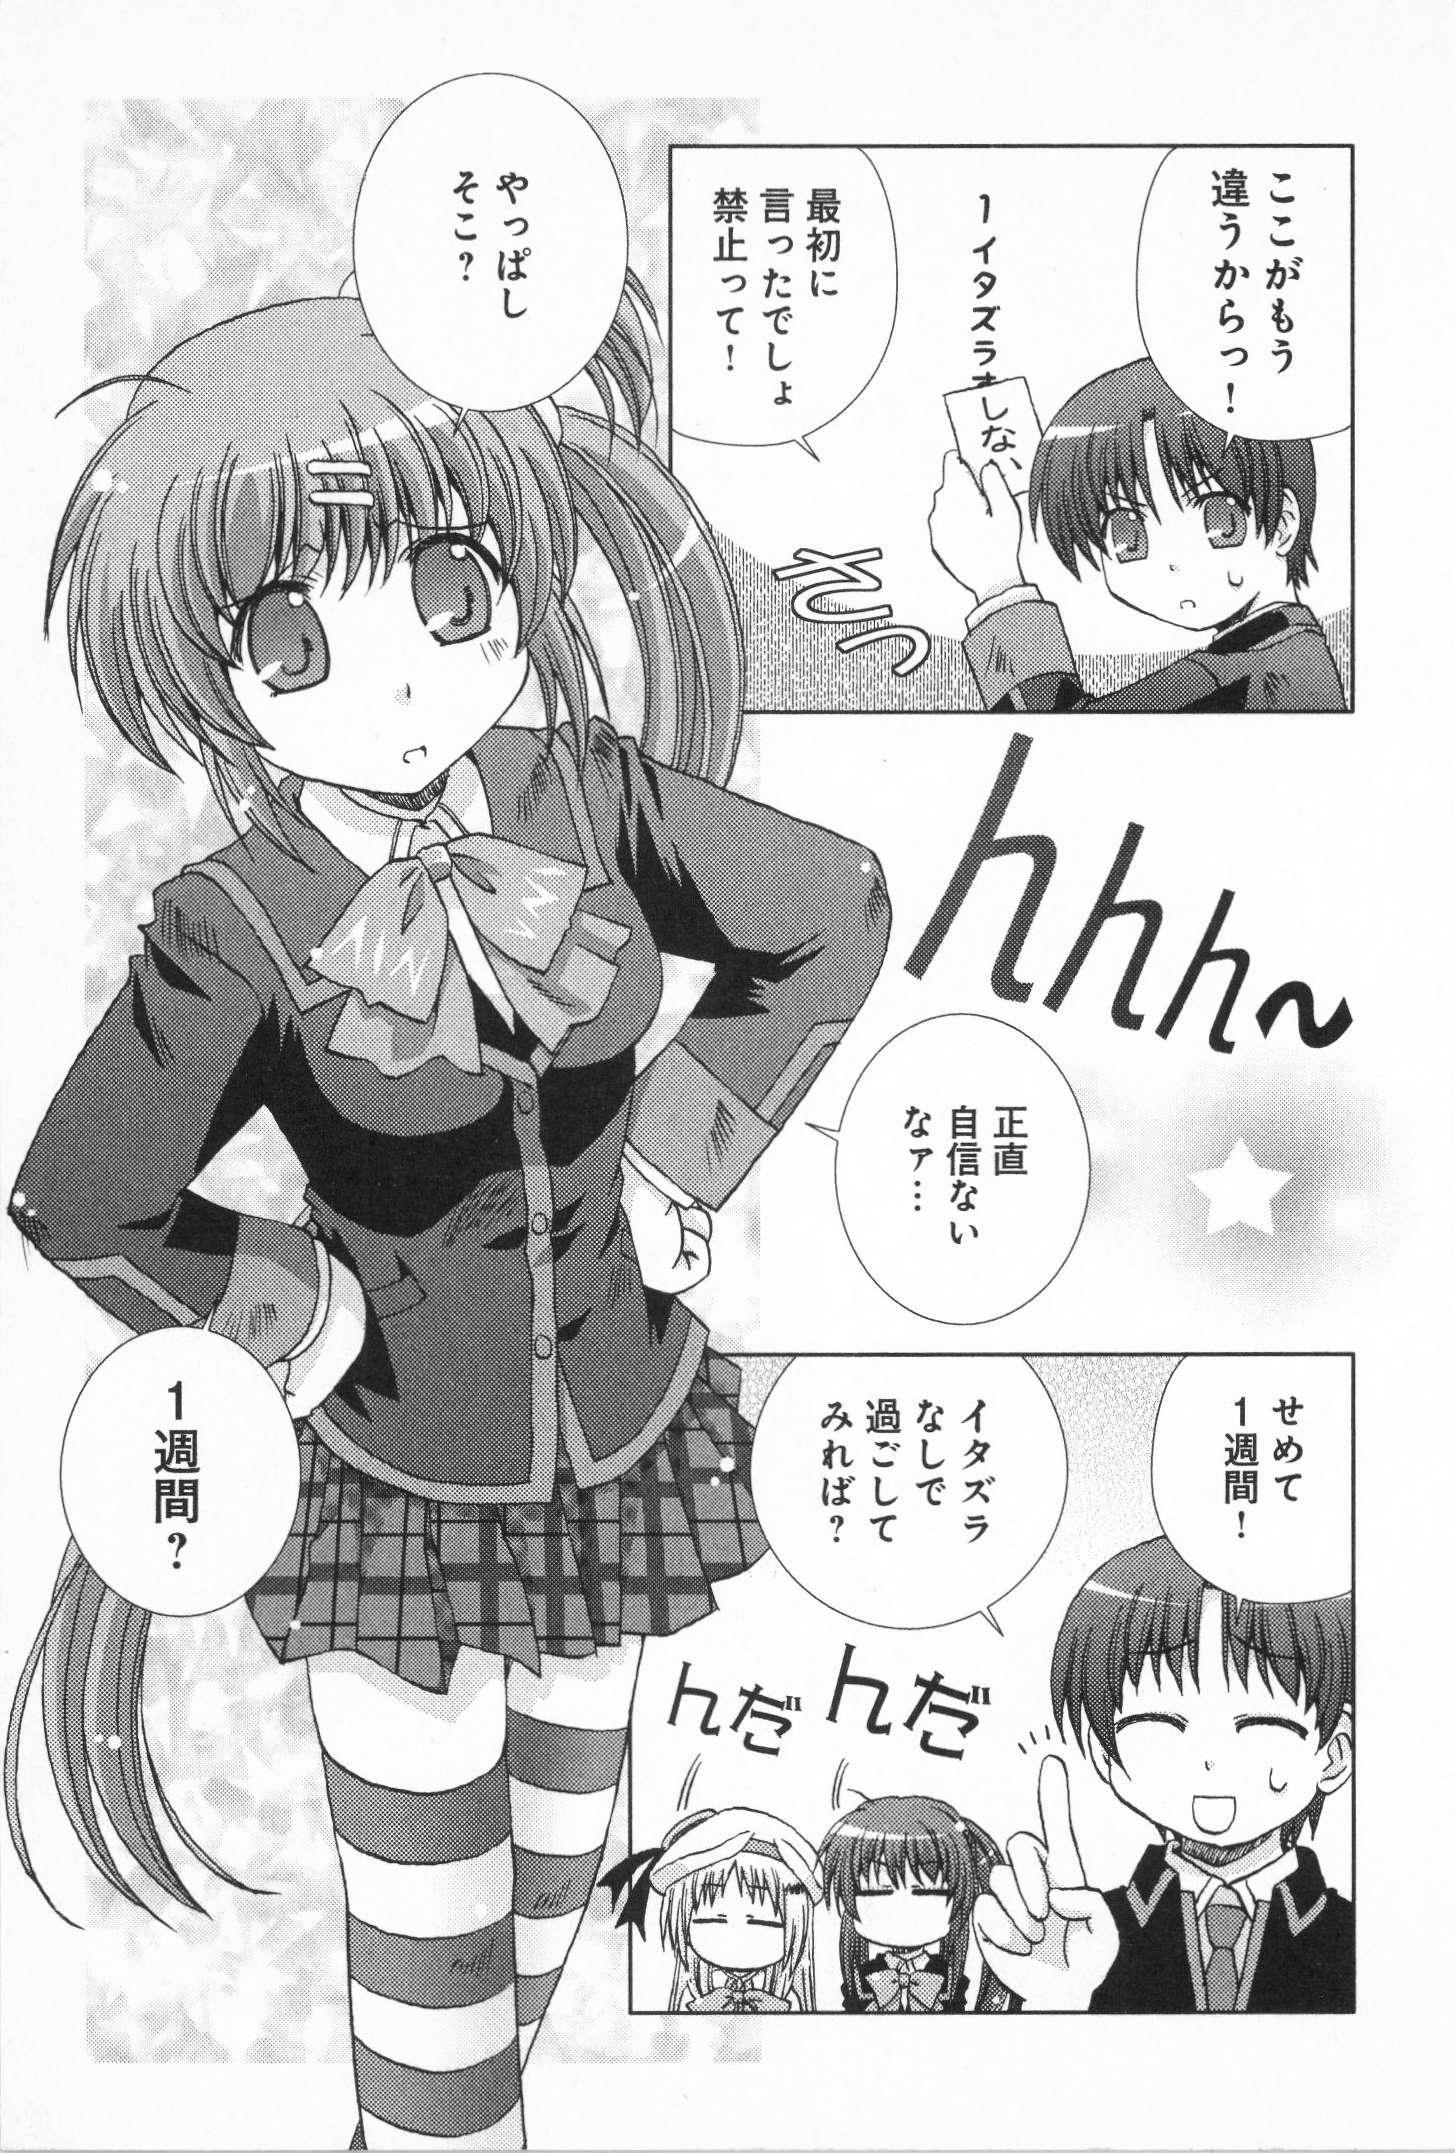 ここがもう
違うからっ！
1イタズラをしない
最初に
言ったでしょ
禁止って！
さっ
やっぱし
そこ？
んんん～
正直
自信ない
なァ…
1週間？
せめて
1週間！
イタズラ
なしで
過ごして
みれば？
んだ"
んだ"